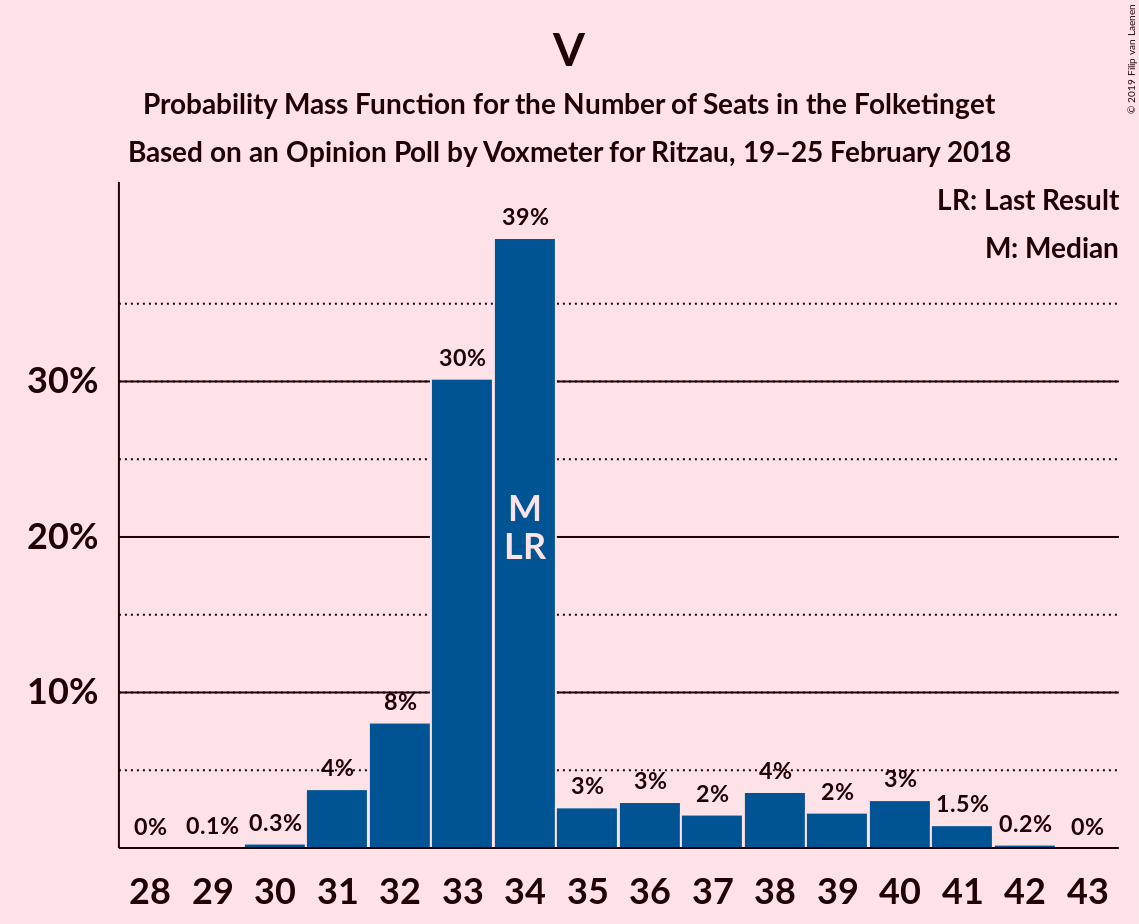 V
Probability Mass Function for the Number of Seats in the Folketinget
Based on an Opinion Poll by Voxmeter for Ritzau, 19–25 February 2018
© 2019 Filip van Laenen
LR: Last Result
M: Median
39%
30%
30%
M
LR
20%
10%
8%
4%
3%
3%
2%
4%
2%
3%
1.5%
0% 0.1% 0.3%
0.2% 0%
28 29 30 31 32 33 34 35 36 37 38 39 40 41 42 43